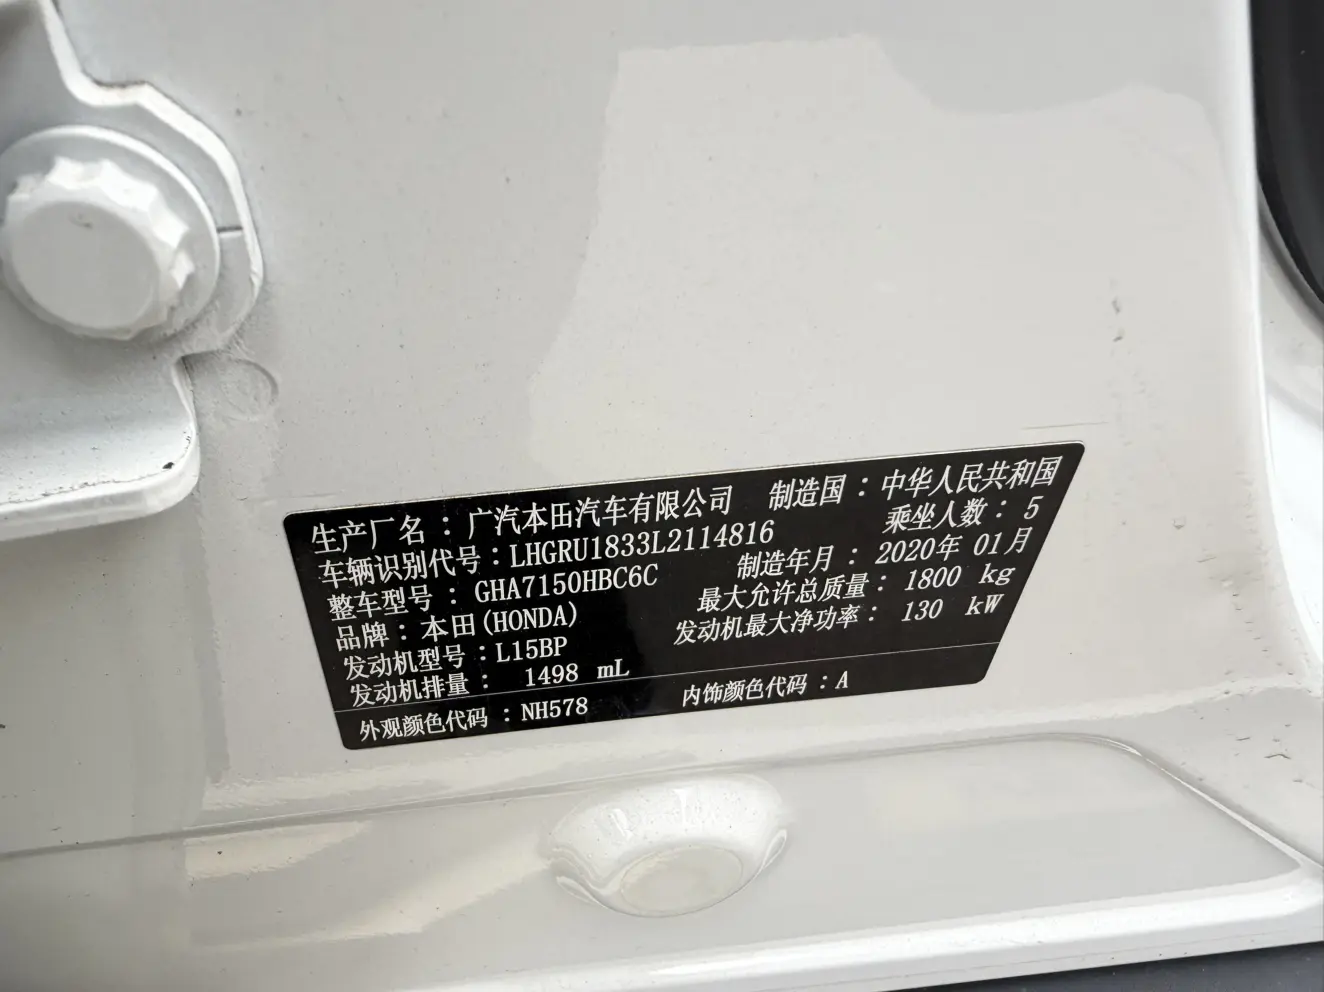 生产厂名：广汽本田汽车有限公司 制造国：中华人民共和国
车辆识别代号：LHGRU1833L2114816 乘坐人数：5
整车型号：GHA7150HBC6C 制造年月：2020年 01月
品牌：本田(HONDA) 最大允许总质量：1800 kg
发动机型号：L15BP 发动机最大净功率：130 kW
发动机排量：1498 mL
外观颜色代码：NH578 内饰颜色代码：A